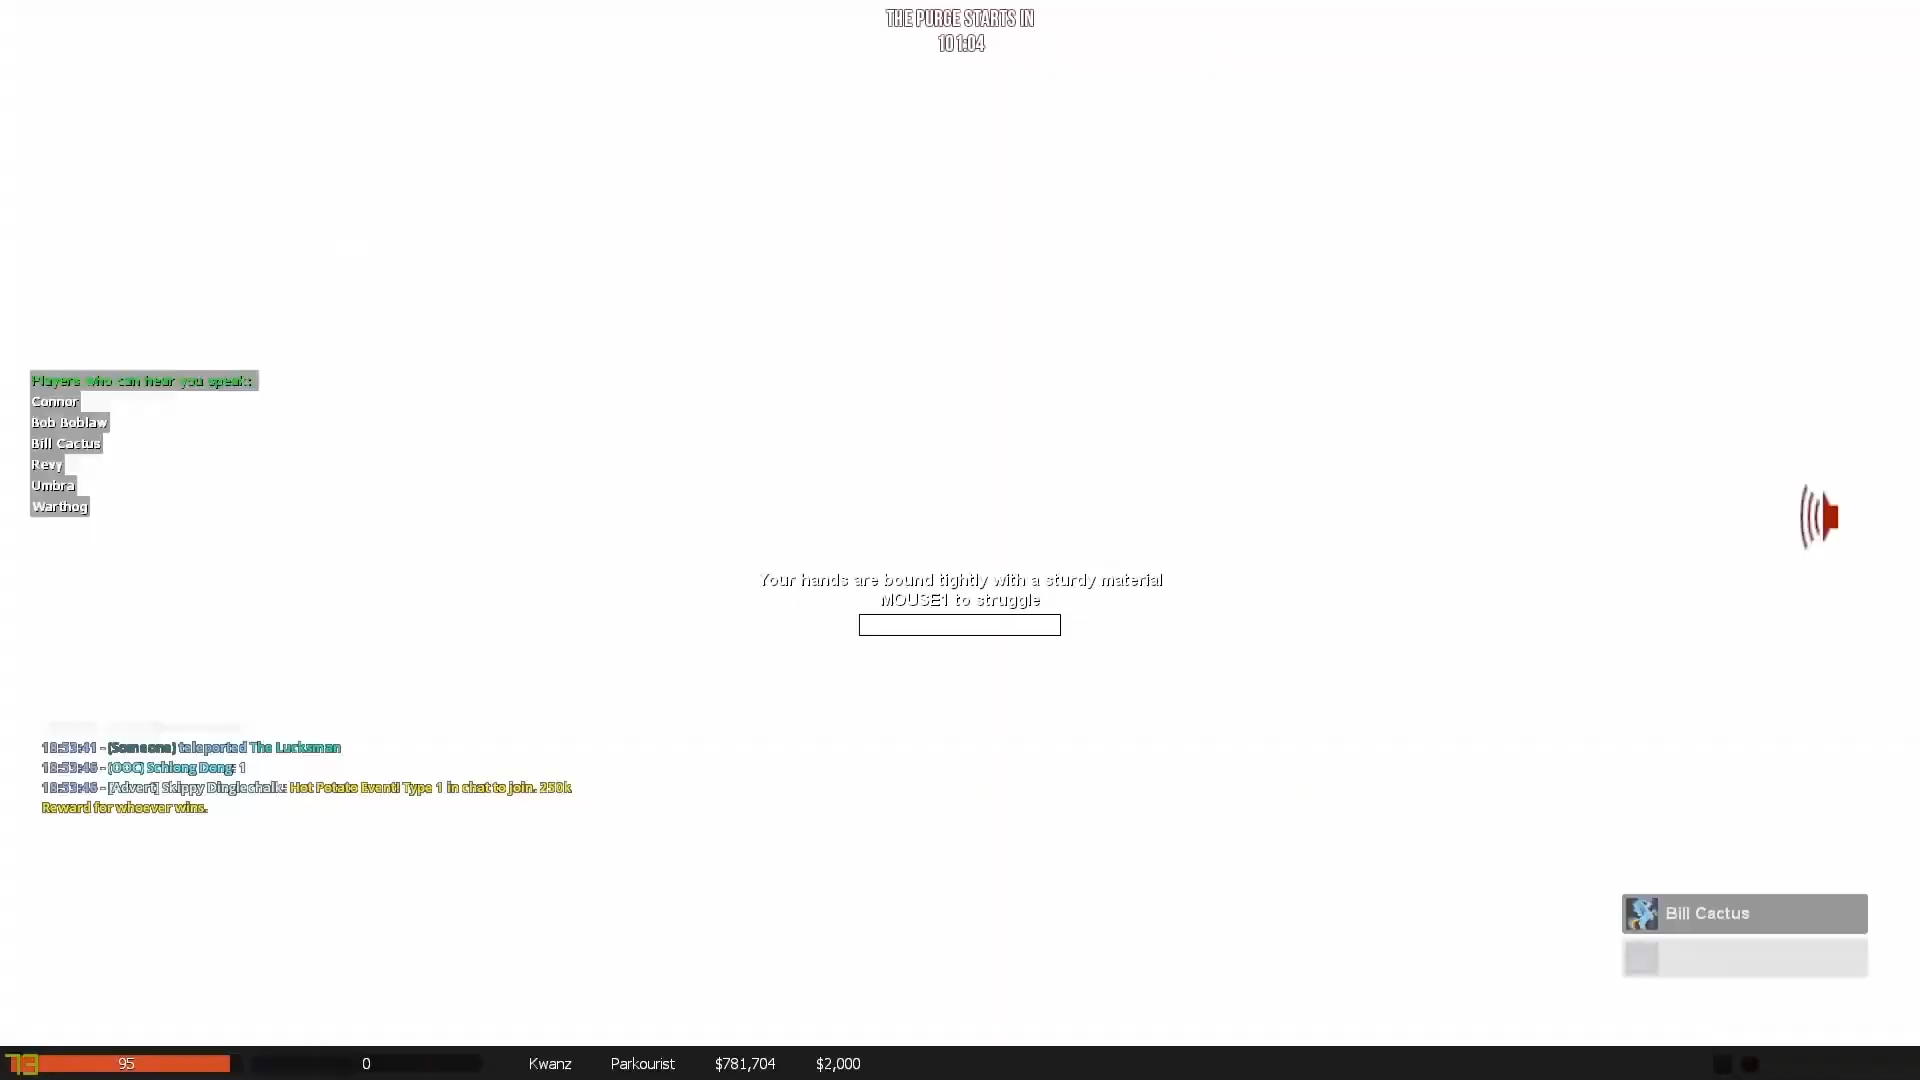 THE PURGE STARTS IN
101:04
Players who can hear you speak:
Connor
Bob Boblaw
Bill Cactus
Revy
Umbra
Warthog
Your hands are bound tightly with a sturdy material
MOUSE1 to struggle
18:53:41 - (Someone) teleported The Lucksman
18:53:46 - (OOC) Schlong Dong: 1
18:53:46 - [Advert] Skippy Dinglechalk: Hot Potato Event! Type 1 in chat to join. 250k
Reward for whoever wins.
Bill Cactus
73 95 0 Kwanz Parkourist $781,704 $2,000